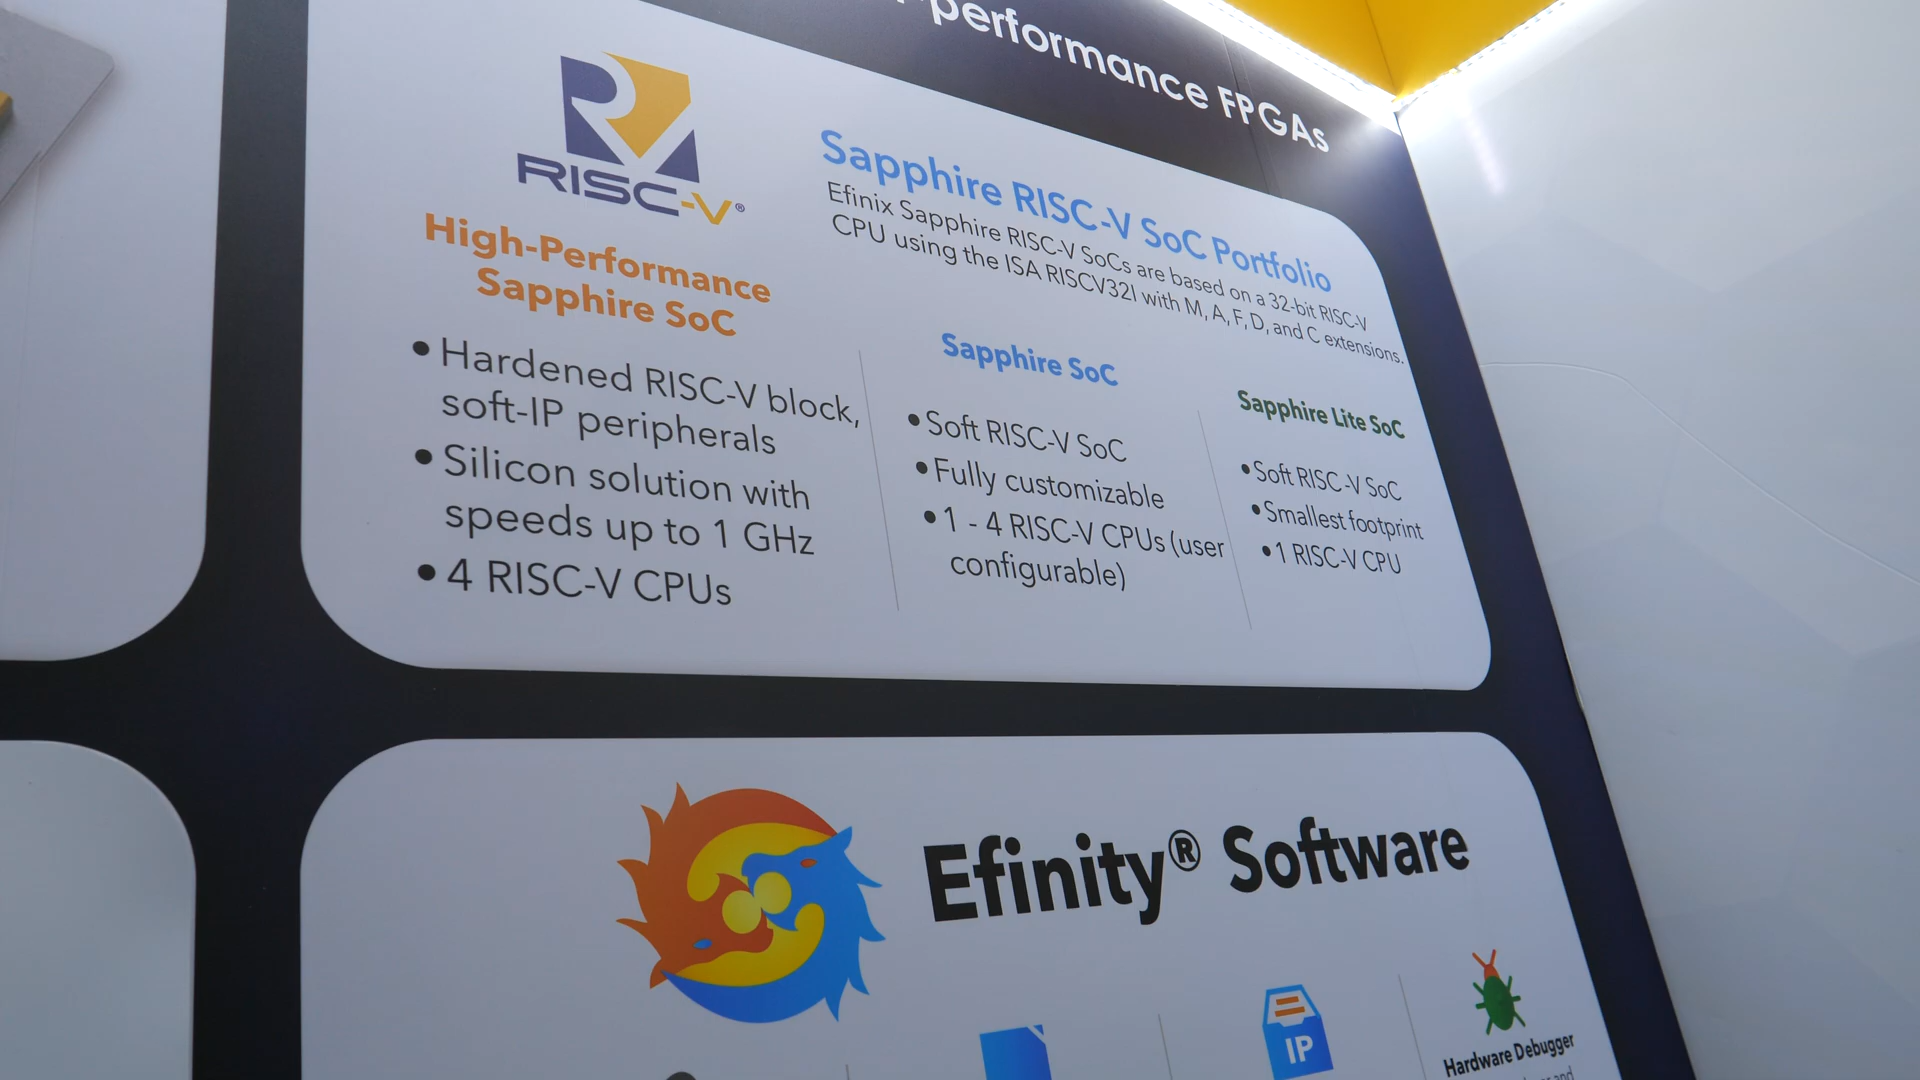 performance FPGAs
RISC-V®
Sapphire RISC-V SoC Portfolio
Efinix Sapphire RISC-V SoCs are based on a 32-bit RISC-V
CPU using the ISA RISCV32I with M, A, F, D, and C extensions.
High-Performance
Sapphire SoC
• Hardened RISC-V block,
soft-IP peripherals
• Silicon solution with
speeds up to 1 GHz
• 4 RISC-V CPUs
Sapphire SoC
• Soft RISC-V SoC
• Fully customizable
• 1 - 4 RISC-V CPUs (user
configurable)
Sapphire Lite SoC
• Soft RISC-V SoC
• Smallest footprint
• 1 RISC-V CPU
Efinity® Software
IP
Hardware Debugger
and